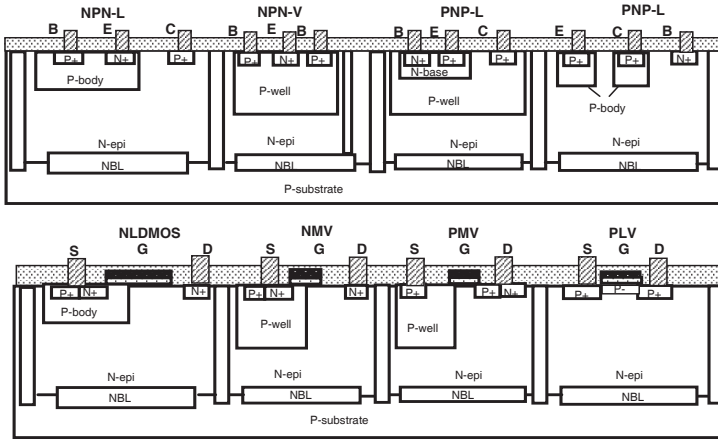 NPN-L NPN-V PNP-L PNP-L
B E C B E B B E C E C B
P+ N+ P+ P+ N+ P+ N+ P+ P+ P+ P+ N+
N-base
P-body P-well P-well P-body
N-epi N-epi N-epi N-epi
NBL NBL NBL NBL
P-substrate
NLDMOS NMV PMV PLV
S G D S G D S G D S G D
P+ N+ N+ P+ N+ N+ P+ P+ N+ P+ P- P+
P-body P-well P-well
N-epi N-epi N-epi N-epi
NBL NBL NBL NBL
P-substrate